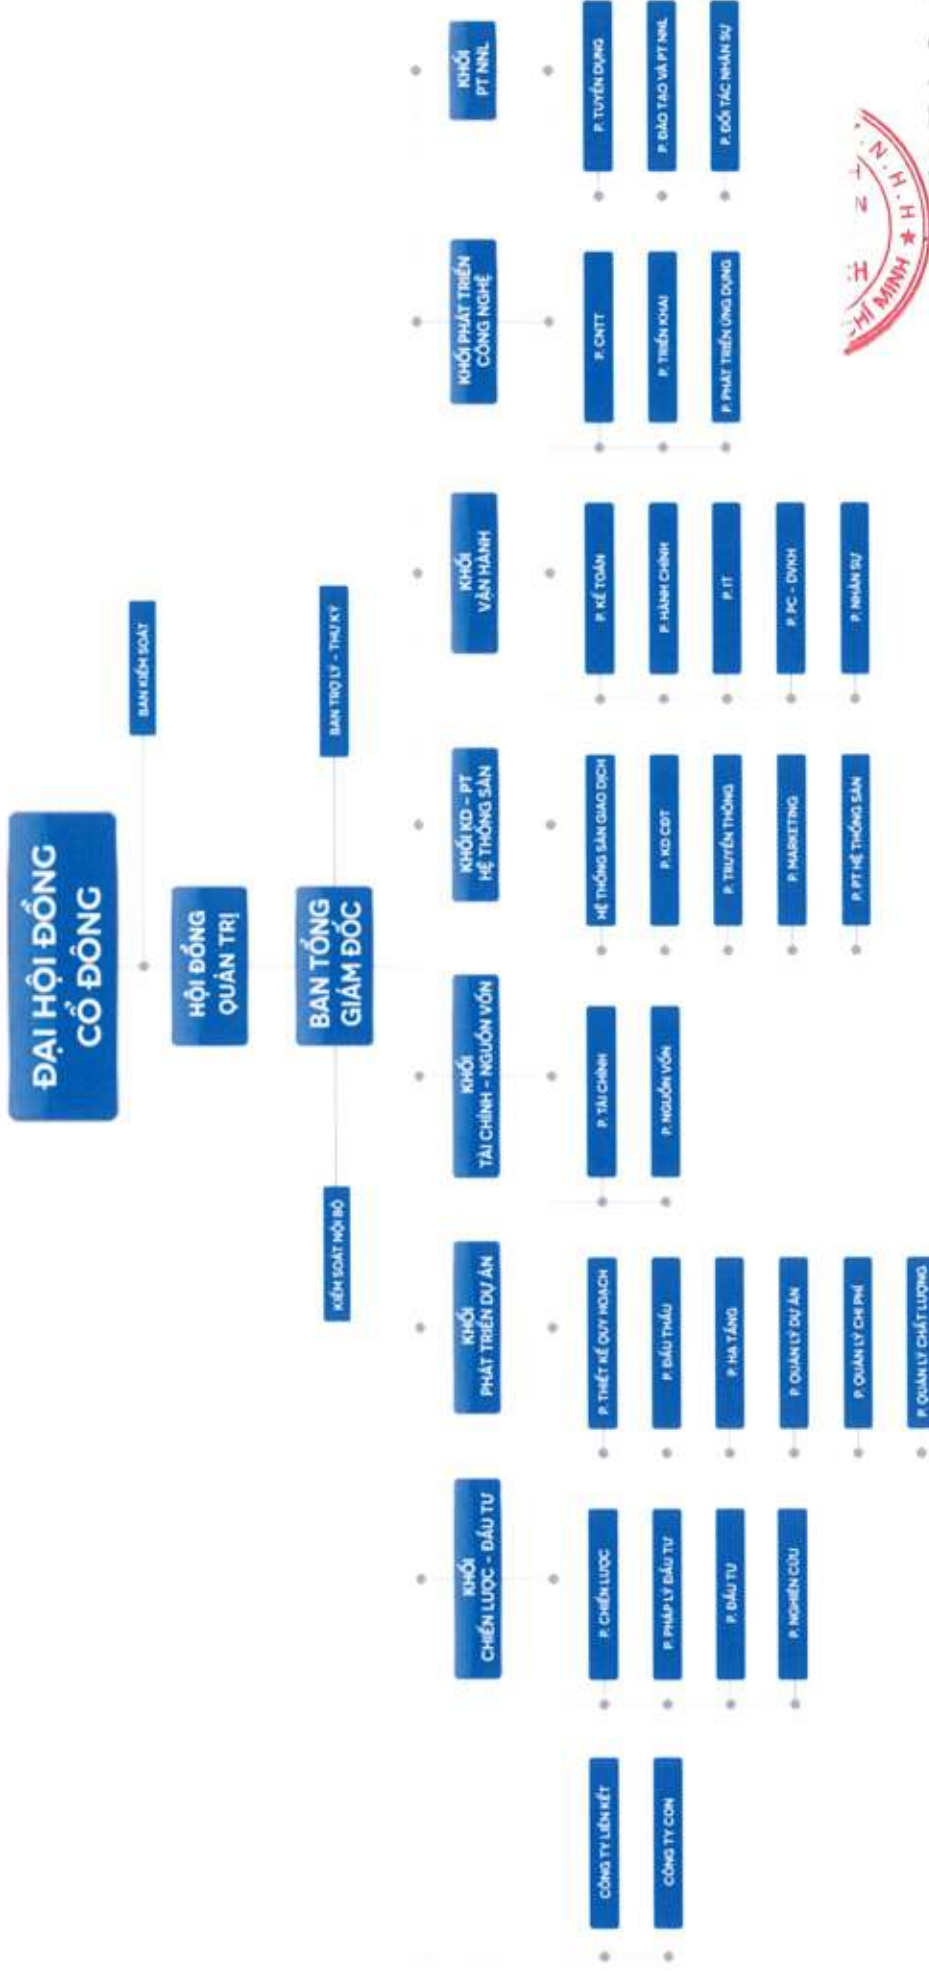 ĐẠI HỘI ĐỒNG
CỔ ĐÔNG
BAN KIỂM SOÁT
HỘI ĐỒNG
QUẢN TRỊ
KIỂM SOÁT NỘI BỘ
BAN TỔNG
GIÁM ĐỐC
BAN TRỢ LÝ - THƯ KÝ
KHỐI
CHIẾN LƯỢC - ĐẦU TƯ
KHỐI
PHÁT TRIỂN DỰ ÁN
KHỐI
TÀI CHÍNH - NGUỒN VỐN
KHỐI KD - PT
HỆ THỐNG SÀN
KHỐI
VẬN HÀNH
KHỐI PHÁT TRIỂN
CÔNG NGHỆ
KHỐI
PT NNL
CÔNG TY LIÊN KẾT
CÔNG TY CON
P. CHIẾN LƯỢC
P. PHÁP LÝ ĐẦU TƯ
P. ĐẦU TƯ
P. NGHIÊN CỨU
P. THIẾT KẾ QUY HOẠCH
P. ĐẤU THẦU
P. HẠ TẦNG
P. QUẢN LÝ DỰ ÁN
P. QUẢN LÝ CHI PHÍ
P. QUẢN LÝ CHẤT LƯỢNG
P. TÀI CHÍNH
P. NGUỒN VỐN
HỆ THỐNG SÀN GIAO DỊCH
P. KD CĐT
P. TRUYỀN THÔNG
P. MARKETING
P. PT HỆ THỐNG SÀN
P. KẾ TOÁN
P. HÀNH CHÍNH
P. IT
P. PC - DVKH
P. NHÂN SỰ
P. CNTT
P. TRIỂN KHAI
P. PHÁT TRIỂN ỨNG DỤNG
P. TUYỂN DỤNG
P. ĐÀO TẠO VÀ PT NNL
P. ĐỐI TÁC NHÂN SỰ
.N.H.H ★
HÍ MINH